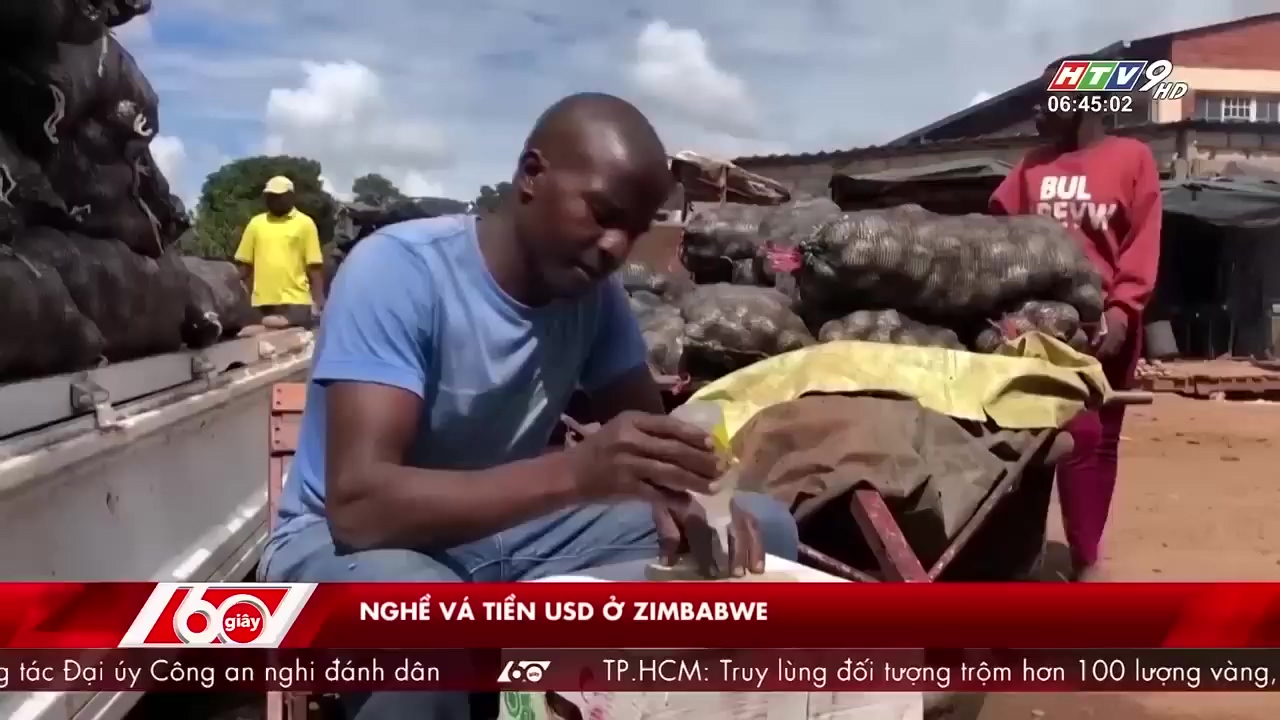 HTV9 HD
06:45:02
BUL
60 giây
NGHỀ VÁ TIỀN USD Ở ZIMBABWE
g tác Đại úy Công an nghi đánh dân
60
TP.HCM: Truy lùng đối tượng trộm hơn 100 lượng vàng,